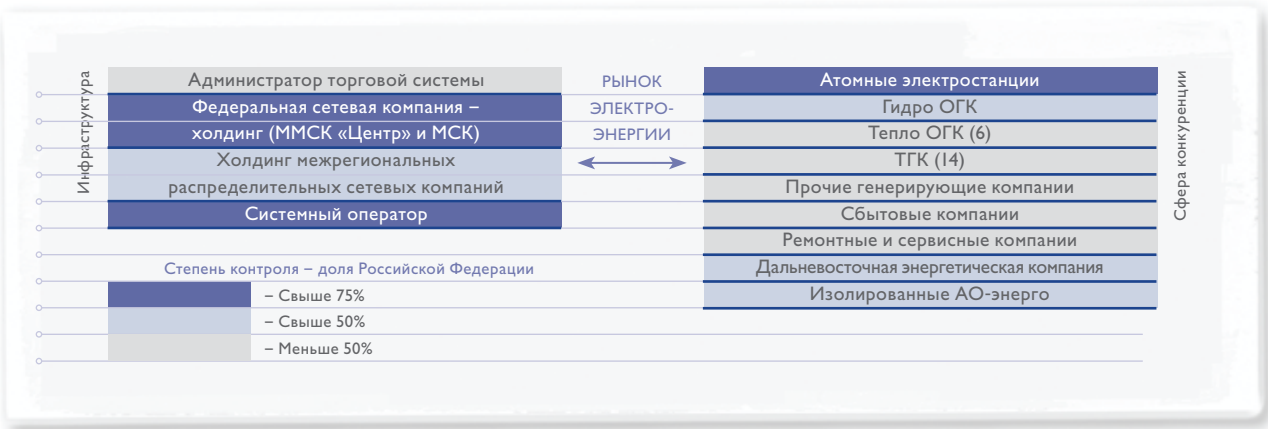 Инфраструктура
Администратор торговой системы
Федеральная сетевая компания –
холдинг (ММСК «Центр» и МСК)
Холдинг межрегиональных
распределительных сетевых компаний
Системный оператор
РЫНОК
ЭЛЕКТРО-
ЭНЕРГИИ
Атомные электростанции
Гидро ОГК
Тепло ОГК (6)
ТГК (14)
Прочие генерирующие компании
Сбытовые компании
Ремонтные и сервисные компании
Дальневосточная энергетическая компания
Изолированные АО-энерго
Сфера конкуренции
Степень контроля – доля Российской Федерации
– Свыше 75%
– Свыше 50%
– Меньше 50%